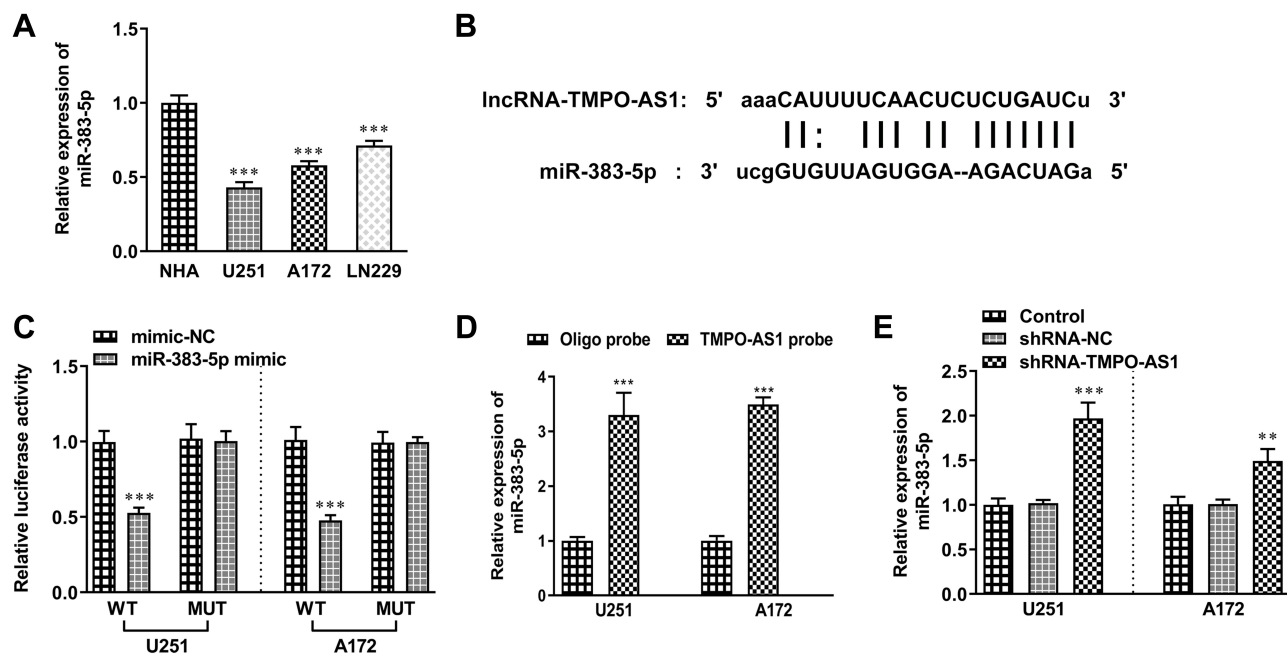 A
Relative expression of
miR-383-5p
1.5
1.0
0.5
0.0
***
***
***
NHA U251 A172 LN229
B
lncRNA-TMPO-AS1: 5' aaaCAUUUUCAACUCUCUGAUCu 3'
miR-383-5p : 3' ucgGUGUUAGUGGA--AGACUAGa 5'
C
mimic-NC
miR-383-5p mimic
Relative luciferase activity
1.5
1.0
0.5
0.0
***
***
WT MUT WT MUT
U251 A172
D
Oligo probe TMPO-AS1 probe
Relative expression of
miR-383-5p
4
3
2
1
0
***
***
U251 A172
E
Control
shRNA-NC
shRNA-TMPO-AS1
Relative expression of
miR-383-5p
2.5
2.0
1.5
1.0
0.5
0.0
***
**
U251 A172